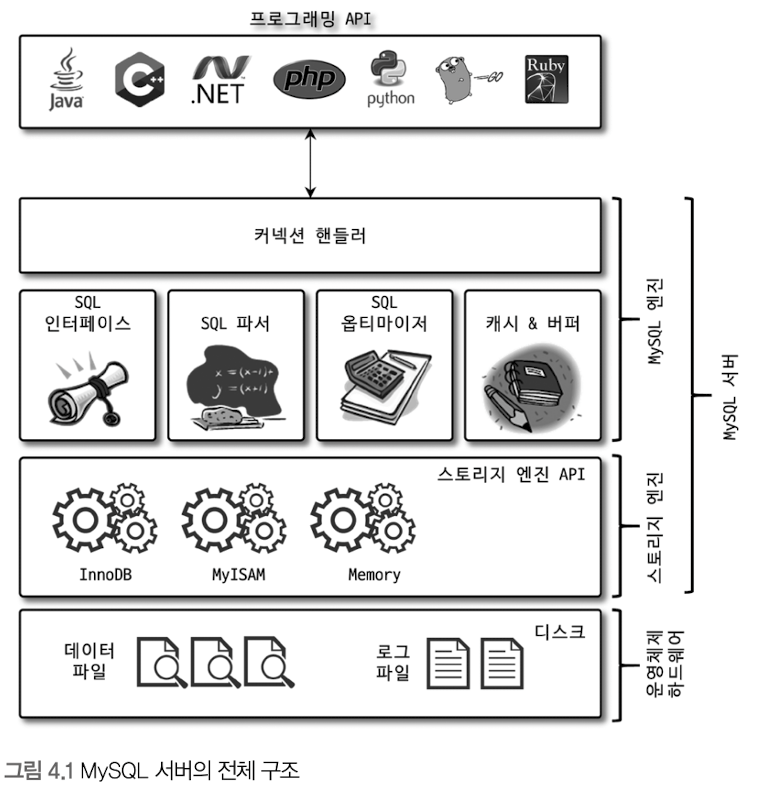 프로그래밍 API
Java
C++
.NET
php
python
GO
Ruby
커넥션 핸들러
SQL
인터페이스
SQL 파서
x = (x-1)+
y = (x+1)
SQL
옵티마이저
캐시 & 버퍼
MySQL 엔진
MySQL 서버
스토리지 엔진 API
InnoDB
MyISAM
Memory
스토리지 엔진
디스크
데이터
파일
로그
파일
운영체제
하드웨어
그림 4.1 MySQL 서버의 전체 구조